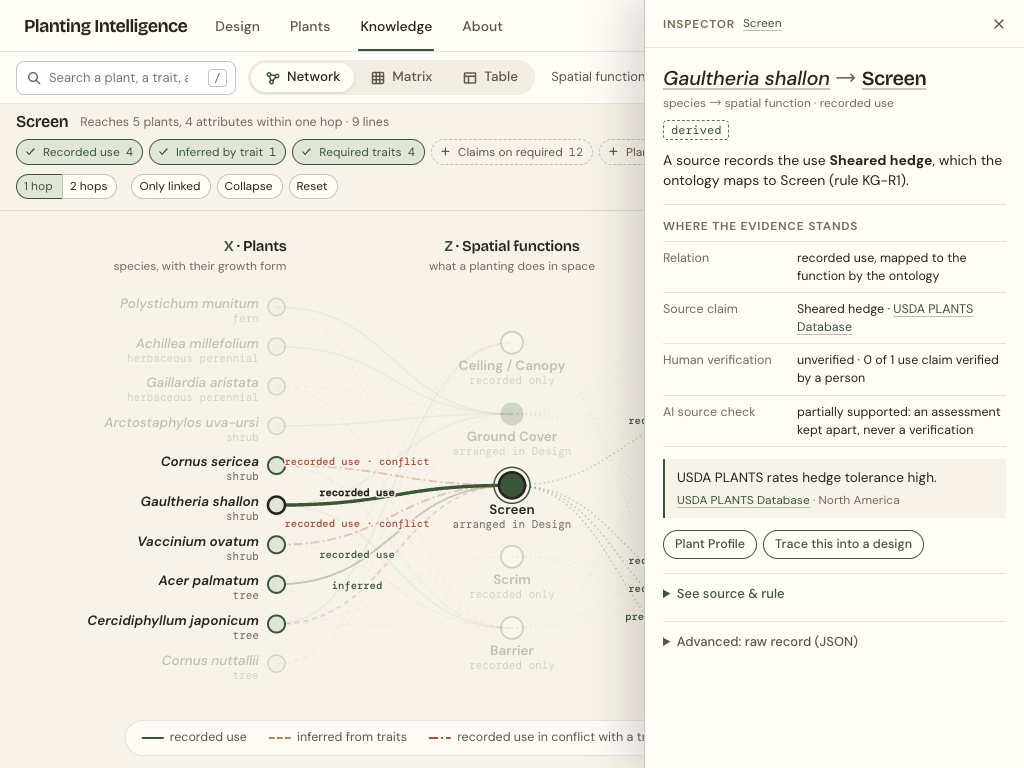 Planting Intelligence
Design
Plants
Knowledge
About
Search a plant, a trait,
/
Network
Matrix
Table
Spatial function
Screen
Reaches 5 plants, 4 attributes within one hop · 9 lines
Recorded use 4
Inferred by trait 1
Required traits 4
Claims on required 12
1 hop
2 hops
Only linked
Collapse
Reset
X · Plants
species, with their growth form
Z · Spatial functions
what a planting does in space
Polystichum munitum
fern
Achillea millefolium
herbaceous perennial
Gaillardia aristata
herbaceous perennial
Arctostaphylos uva-ursi
shrub
Cornus sericea
shrub
Gaultheria shallon
shrub
Vaccinium ovatum
shrub
Acer palmatum
tree
Cercidiphyllum japonicum
tree
Cornus nuttallii
tree
recorded use · conflict
recorded use
recorded use · conflict
recorded use
inferred
Ceiling / Canopy
recorded only
Ground Cover
arranged in Design
Screen
arranged in Design
Scrim
recorded only
Barrier
recorded only
recorded use
inferred from traits
recorded use in conflict with a
INSPECTOR Screen
Gaultheria shallon → Screen
species → spatial function · recorded use
derived
A source records the use Sheared hedge, which the
ontology maps to Screen (rule KG-R1).
WHERE THE EVIDENCE STANDS
Relation
recorded use, mapped to the
function by the ontology
Source claim
Sheared hedge · USDA PLANTS
Database
Human verification
unverified · 0 of 1 use claim verified
by a person
AI source check
partially supported: an assessment
kept apart, never a verification
USDA PLANTS rates hedge tolerance high.
USDA PLANTS Database · North America
Plant Profile
Trace this into a design
See source & rule
Advanced: raw record (JSON)